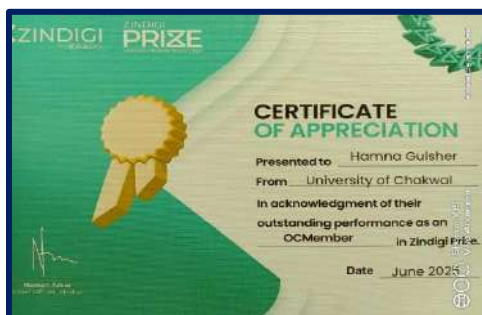 ZINDIGI
ZINDIGI
PRIZE
CERTIFICATE
OF APPRECIATION
Presented to Hamna Gulsher
From University of Chakwal
In acknowledgment of their
outstanding performance as an
OCMember in Zindigi Prize.
Date June 2025